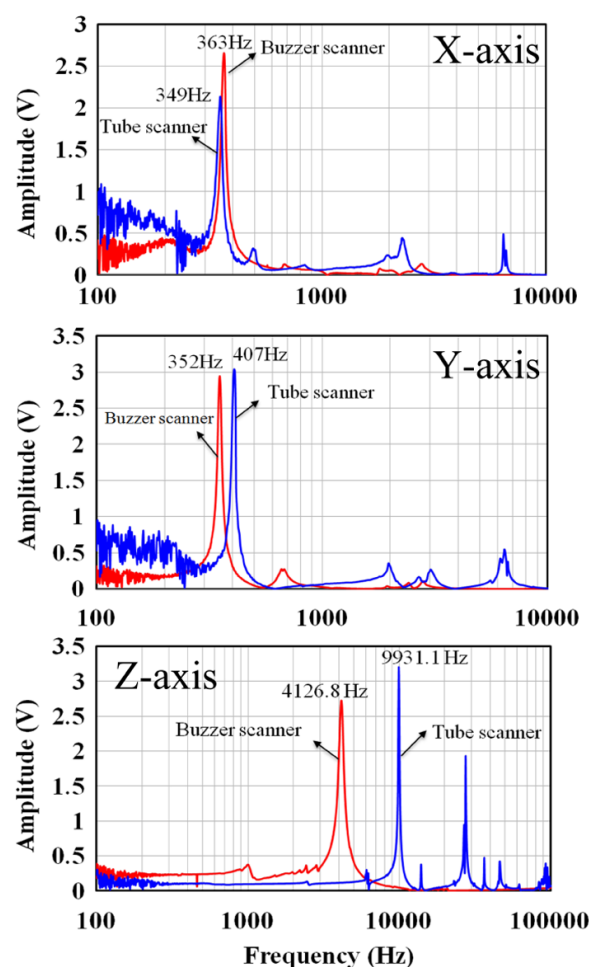 3
363Hz
Buzzer scanner
X-axis
2.5
349Hz
2
Tube scanner
1.5
Amplitude (V)
1
0.5
0
100
1000
10000
3.5
352Hz
407Hz
Y-axis
3
2.5
Buzzer scanner
Tube scanner
2
1.5
Amplitude (V)
1
0.5
0
100
1000
10000
3.5
9931.1 Hz
Z-axis
3
4126.8 Hz
2.5
Buzzer scanner
Tube scanner
2
1.5
Amplitude (V)
1
0.5
0
100
1000
10000
100000
Frequency (Hz)